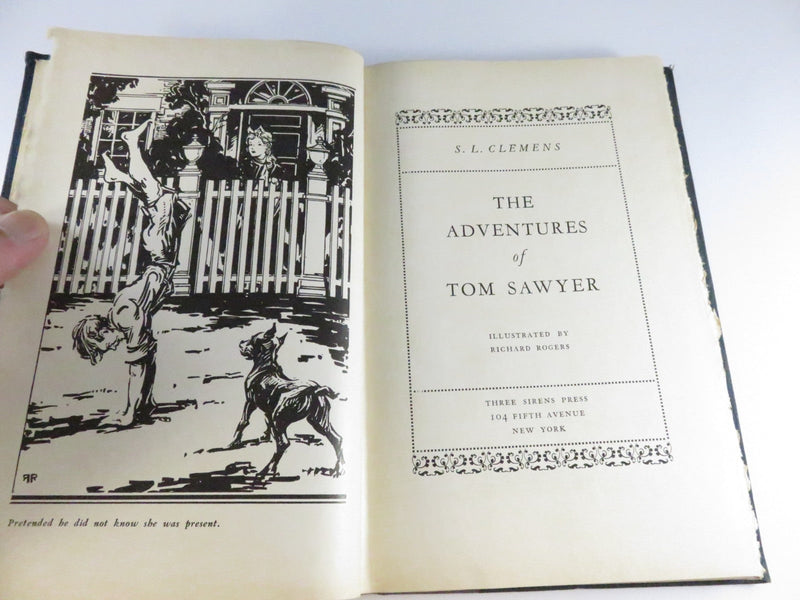 RR
Pretended he did not know she was present.
S. L. CLEMENS
THE
ADVENTURES
of
TOM SAWYER
ILLUSTRATED BY
RICHARD ROGERS
THREE SIRENS PRESS
104 FIFTH AVENUE
NEW YORK